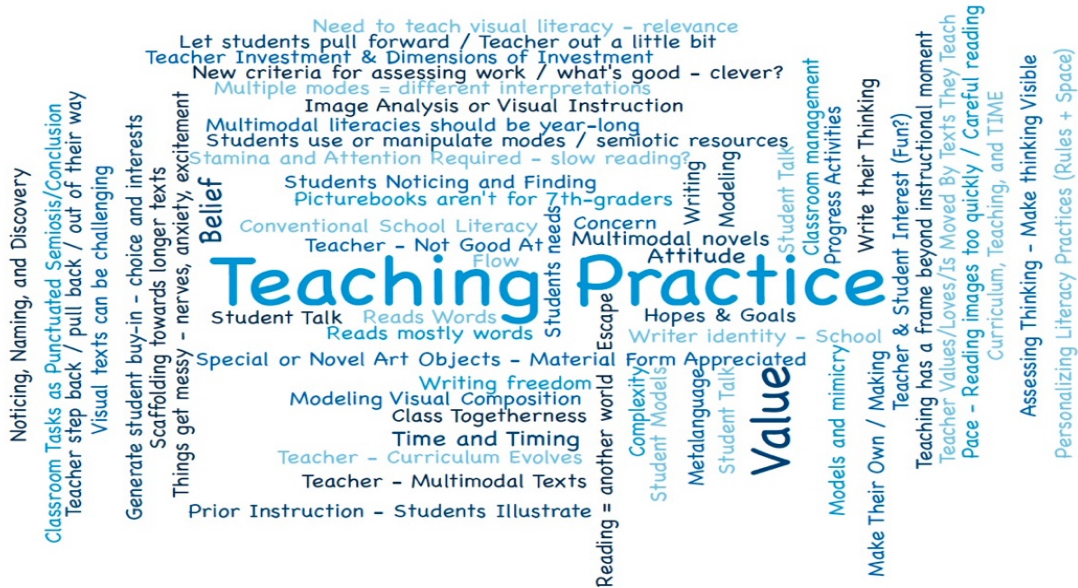 Need to teach visual literacy – relevance
Let students pull forward / Teacher out a little bit
Teacher Investment & Dimensions of Investment
New criteria for assessing work / what's good – clever?
Multiple modes = different interpretations
Image Analysis or Visual Instruction
Multimodal literacies should be year-long
Students use or manipulate modes / semiotic resources
Stamina and Attention Required – slow reading?
Students Noticing and Finding
Picturebooks aren't for 7th-graders
Conventional School Literacy
Concern
Teacher – Not Good At
Multimodal novels
Flow
Attitude
Teaching Practice
Student Talk
Reads Words
Hopes & Goals
Reads mostly words
Writer identity – School
Special or Novel Art Objects – Material Form Appreciated
Writing freedom
Modeling Visual Composition
Class Togetherness
Time and Timing
Teacher – Curriculum Evolves
Teacher – Multimodal Texts
Prior Instruction – Students Illustrate
Noticing, Naming, and Discovery
Classroom Tasks as Punctuated Semiosis/Conclusion
Teacher step back / pull back / out of their way
Visual texts can be challenging
Generate student buy-in – choice and interests
Scaffolding towards longer texts
Things get messy – nerves, anxiety, excitement
Belief
Students needs
Reading = another world Escape
Complexity
Student Models
Writing
Metalanguage
Modeling
Student Talk
Value
Student Talk
Classroom management
Progress Activities
Models and mimicry
Write their Thinking
Make Their Own / Making
Teacher & Student Interest (Fun?)
Teaching has a frame beyond instructional moment
Teacher Values/Loves/Is Moved By Texts They Teach
Pace – Reading images too quickly / Careful reading
Curriculum, Teaching, and TIME
Assessing Thinking – Make thinking Visible
Personalizing Literacy Practices (Rules + Space)